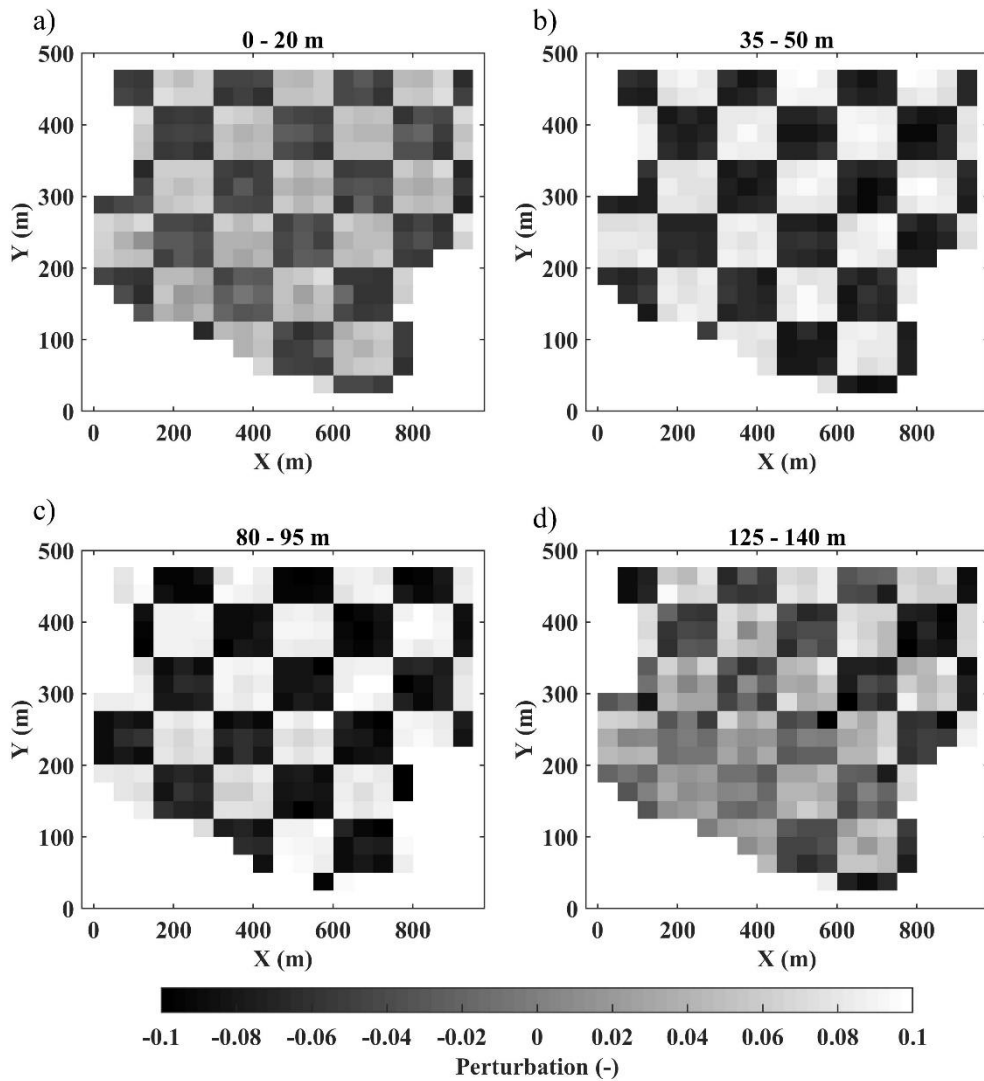 a)
0 - 20 m
500
400
300
200
100
0
Y (m)
0 200 400 600 800
X (m)
b)
35 - 50 m
500
400
300
200
100
0
Y (m)
0 200 400 600 800
X (m)
c)
80 - 95 m
500
400
300
200
100
0
Y (m)
0 200 400 600 800
X (m)
d)
125 - 140 m
500
400
300
200
100
0
Y (m)
0 200 400 600 800
X (m)
-0.1 -0.08 -0.06 -0.04 -0.02 0 0.02 0.04 0.06 0.08 0.1
Perturbation (-)